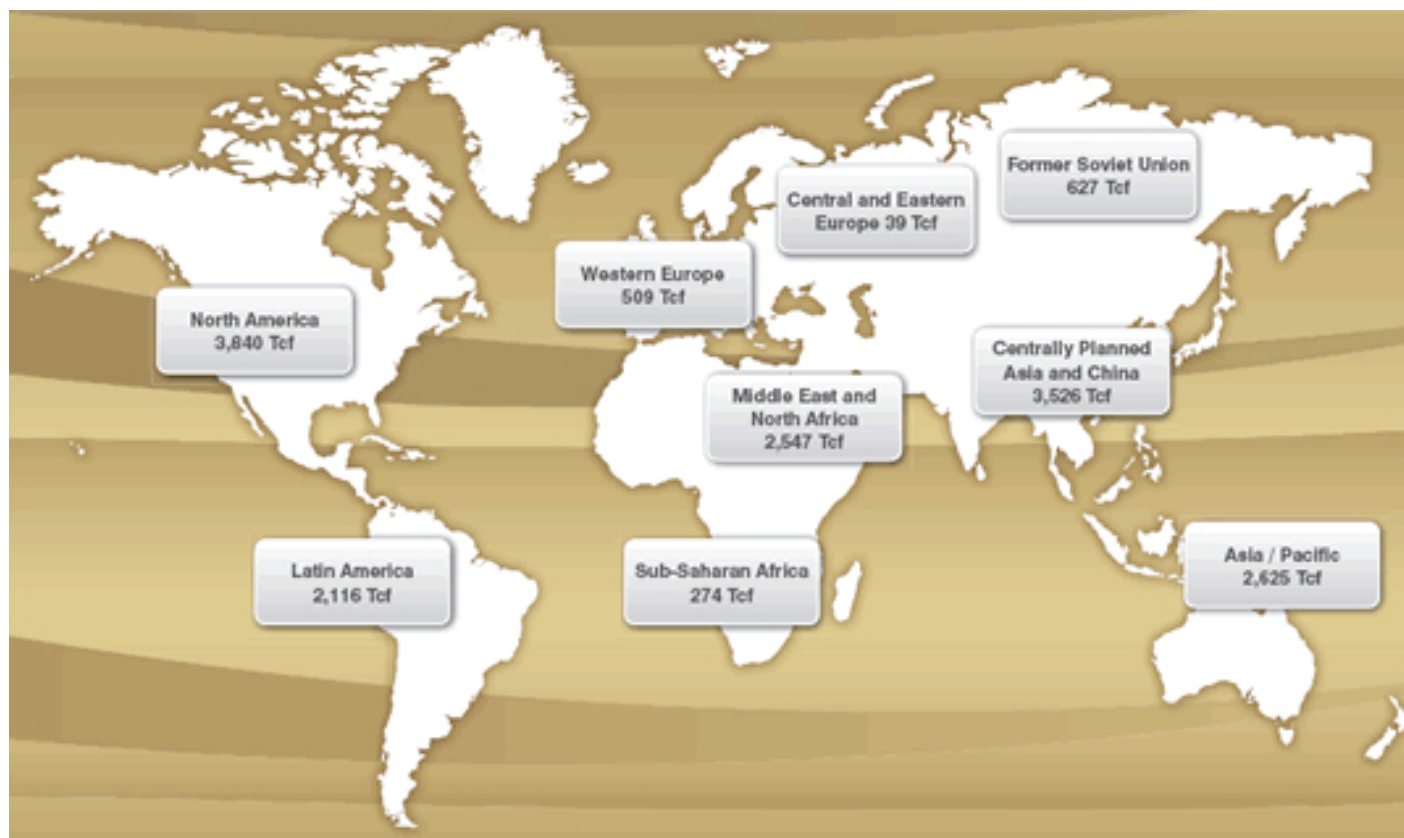 Former Soviet Union
627 Tcf
Central and Eastern
Europe 39 Tcf
Western Europe
509 Tcf
North America
3,840 Tcf
Centrally Planned
Asia and China
3,526 Tcf
Middle East and
North Africa
2,547 Tcf
Latin America
2,116 Tcf
Sub-Saharan Africa
274 Tcf
Asia / Pacific
2,625 Tcf